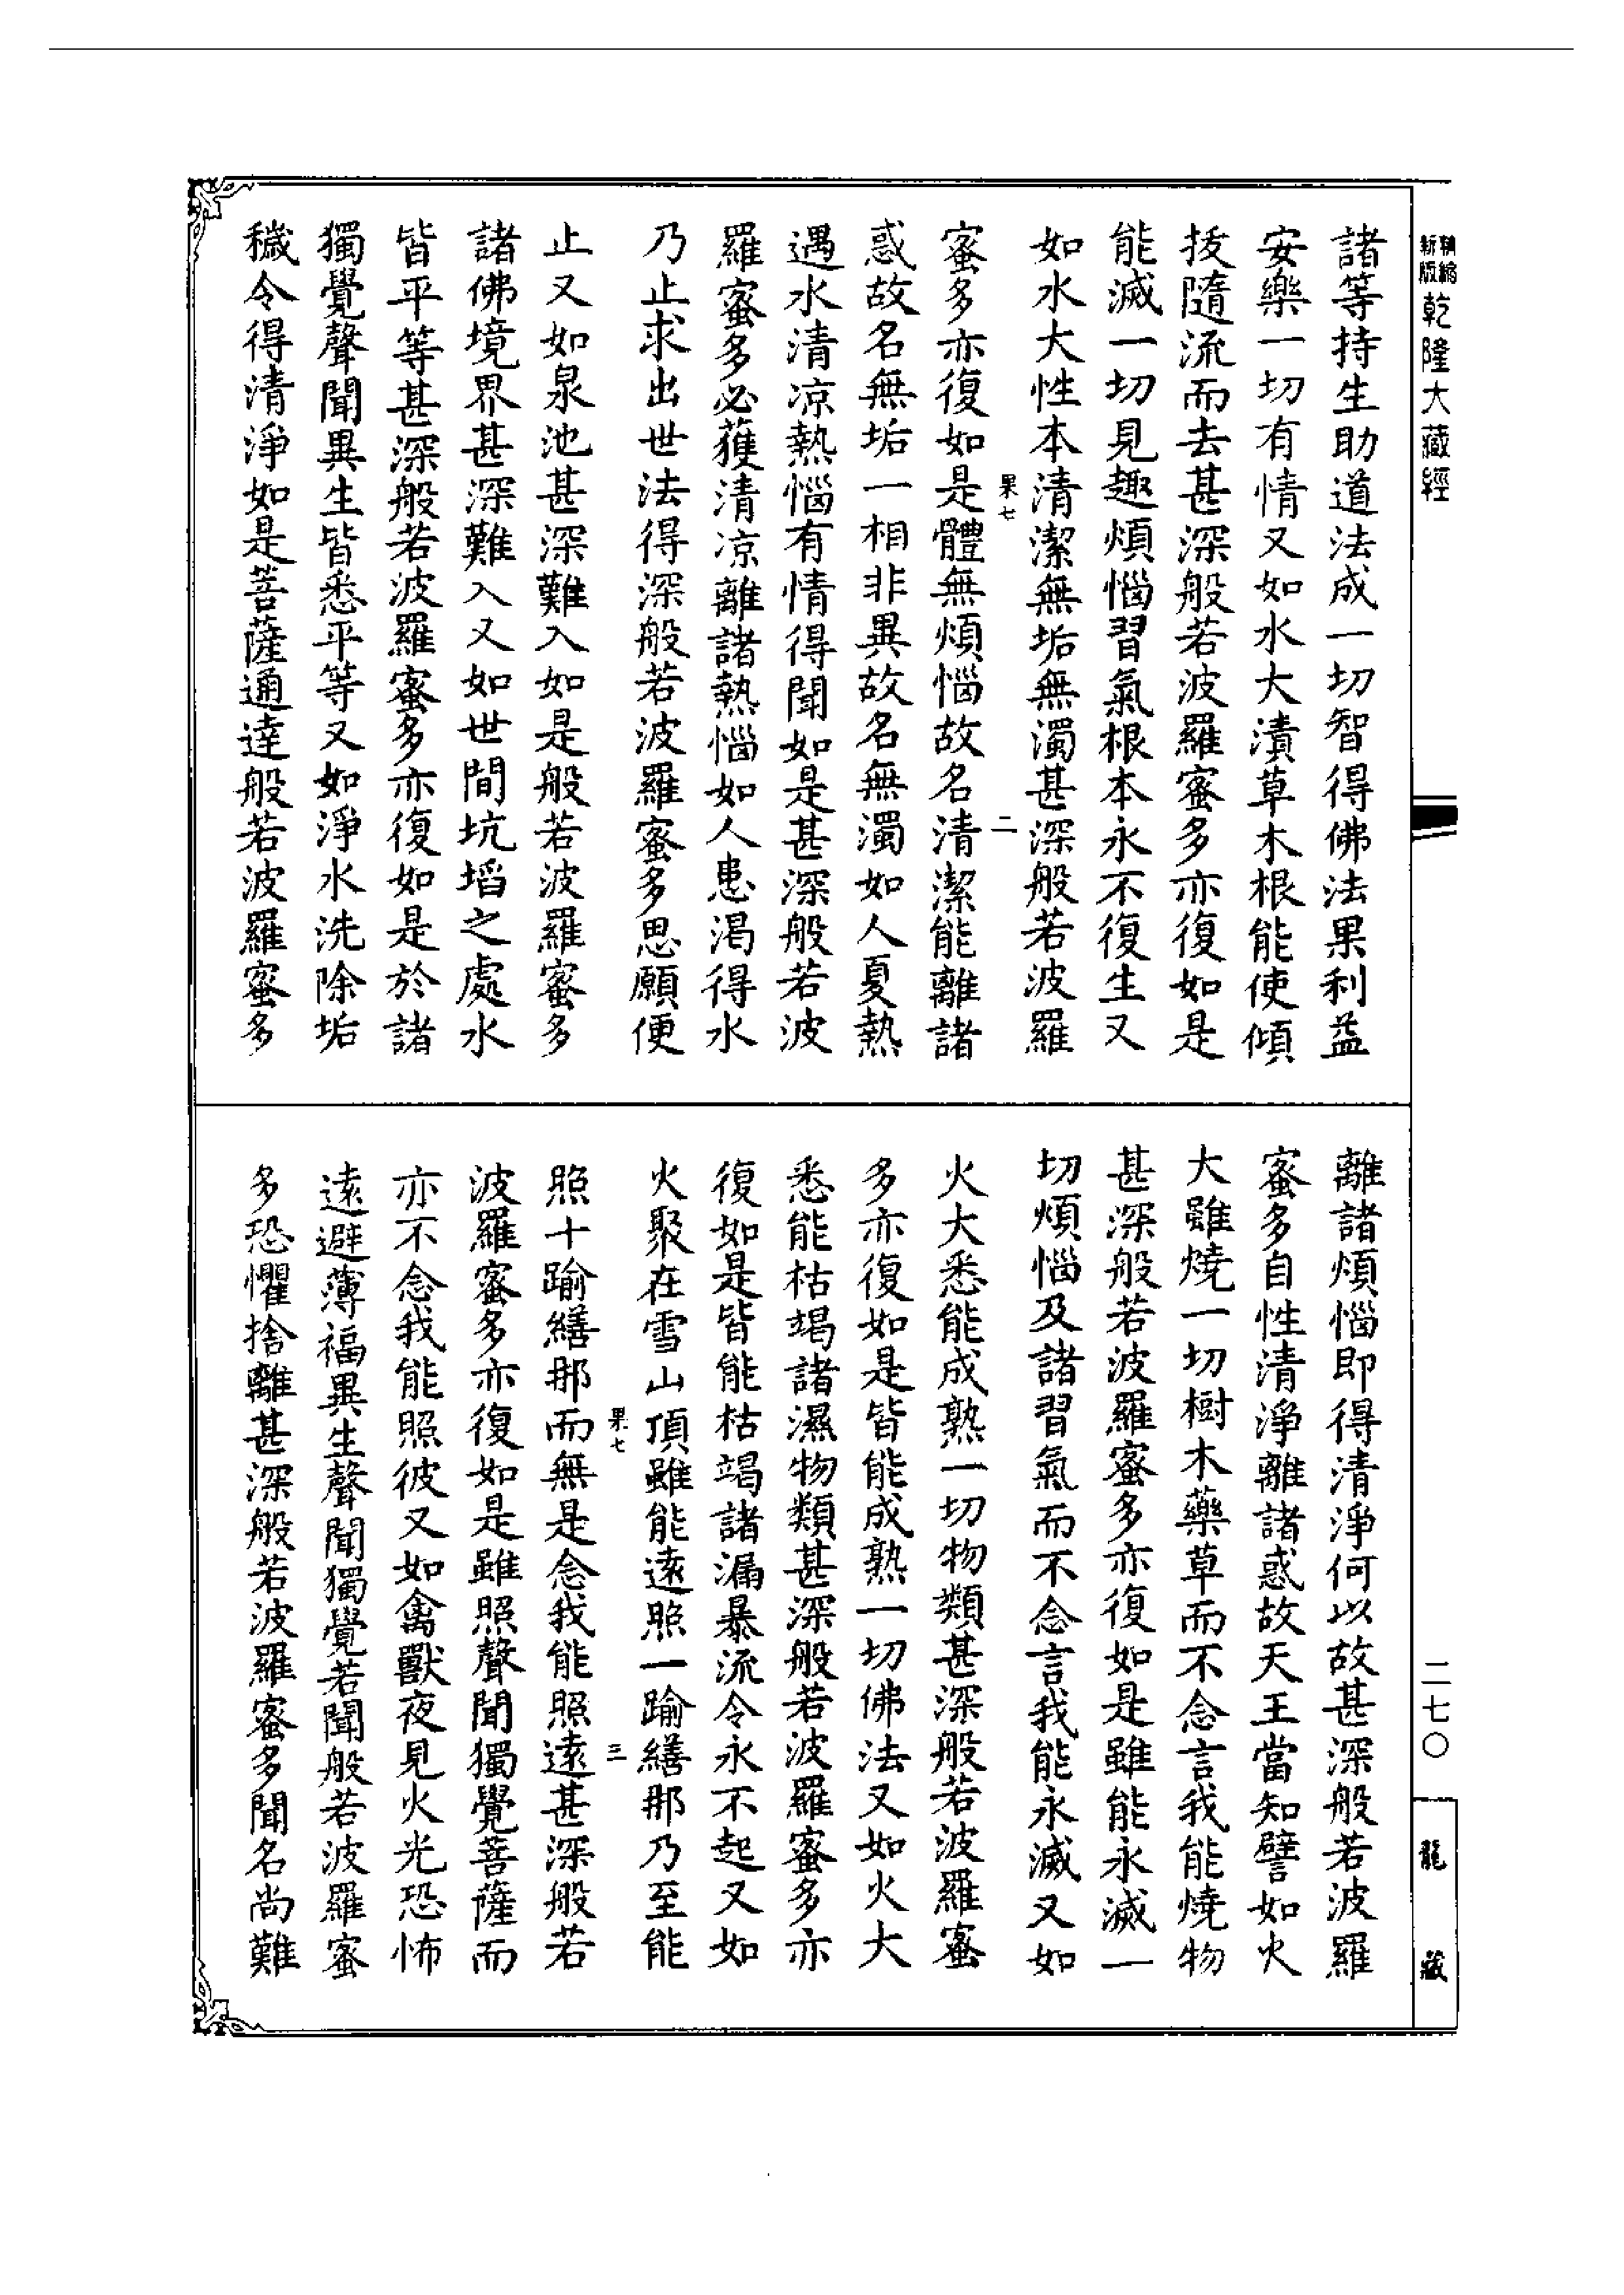 精縮新版乾隆大藏經
諸等持生助道法成一切智得佛法果利益
安樂一切有情又如水大漬草木根能使傾
拔隨流而去甚深般若波羅蜜多亦復如是
能滅一切見趣煩惱習氣根本永不復生又
如水大性本清潔無垢無濁甚深般若波羅
果七 二
蜜多亦復如是體無煩惱故名清潔能離諸
惑故名無垢一相非異故名無濁如人夏熱
遇水清涼熱惱有情得聞如是甚深般若波
羅蜜多必獲清涼離諸熱惱如人患渴得水
乃止求出世法得深般若波羅蜜多思願便
止又如泉池甚深難入如是般若波羅蜜多
諸佛境界甚深難入又如世間坑㙛之處水
皆平等甚深般若波羅蜜多亦復如是於諸
獨覺聲聞異生皆悉平等又如淨水洗除垢
穢令得清淨如是菩薩通達般若波羅蜜多
離諸煩惱即得清淨何以故甚深般若波羅
蜜多自性清淨離諸惑故天王當知譬如火
大雖燒一切樹木藥草而不念言我能燒物
甚深般若波羅蜜多亦復如是雖能永滅一
切煩惱及諸習氣而不念言我能永滅又如
火大悉能成熟一切物類甚深般若波羅蜜
多亦復如是皆能成熟一切佛法又如火大
悉能枯竭諸濕物類甚深般若波羅蜜多亦
復如是皆能枯竭諸漏暴流令永不起又如
火聚在雪山頂雖能遠照一踰繕那乃至能
果七 三
照十踰繕那而無是念我能照遠甚深般若
波羅蜜多亦復如是雖照聲聞獨覺菩薩而
亦不念我能照彼又如禽獸夜見火光恐怖
遠避薄福異生聲聞獨覺若聞般若波羅蜜
多恐懼捨離甚深般若波羅蜜多聞名尚難
二七〇
龍藏